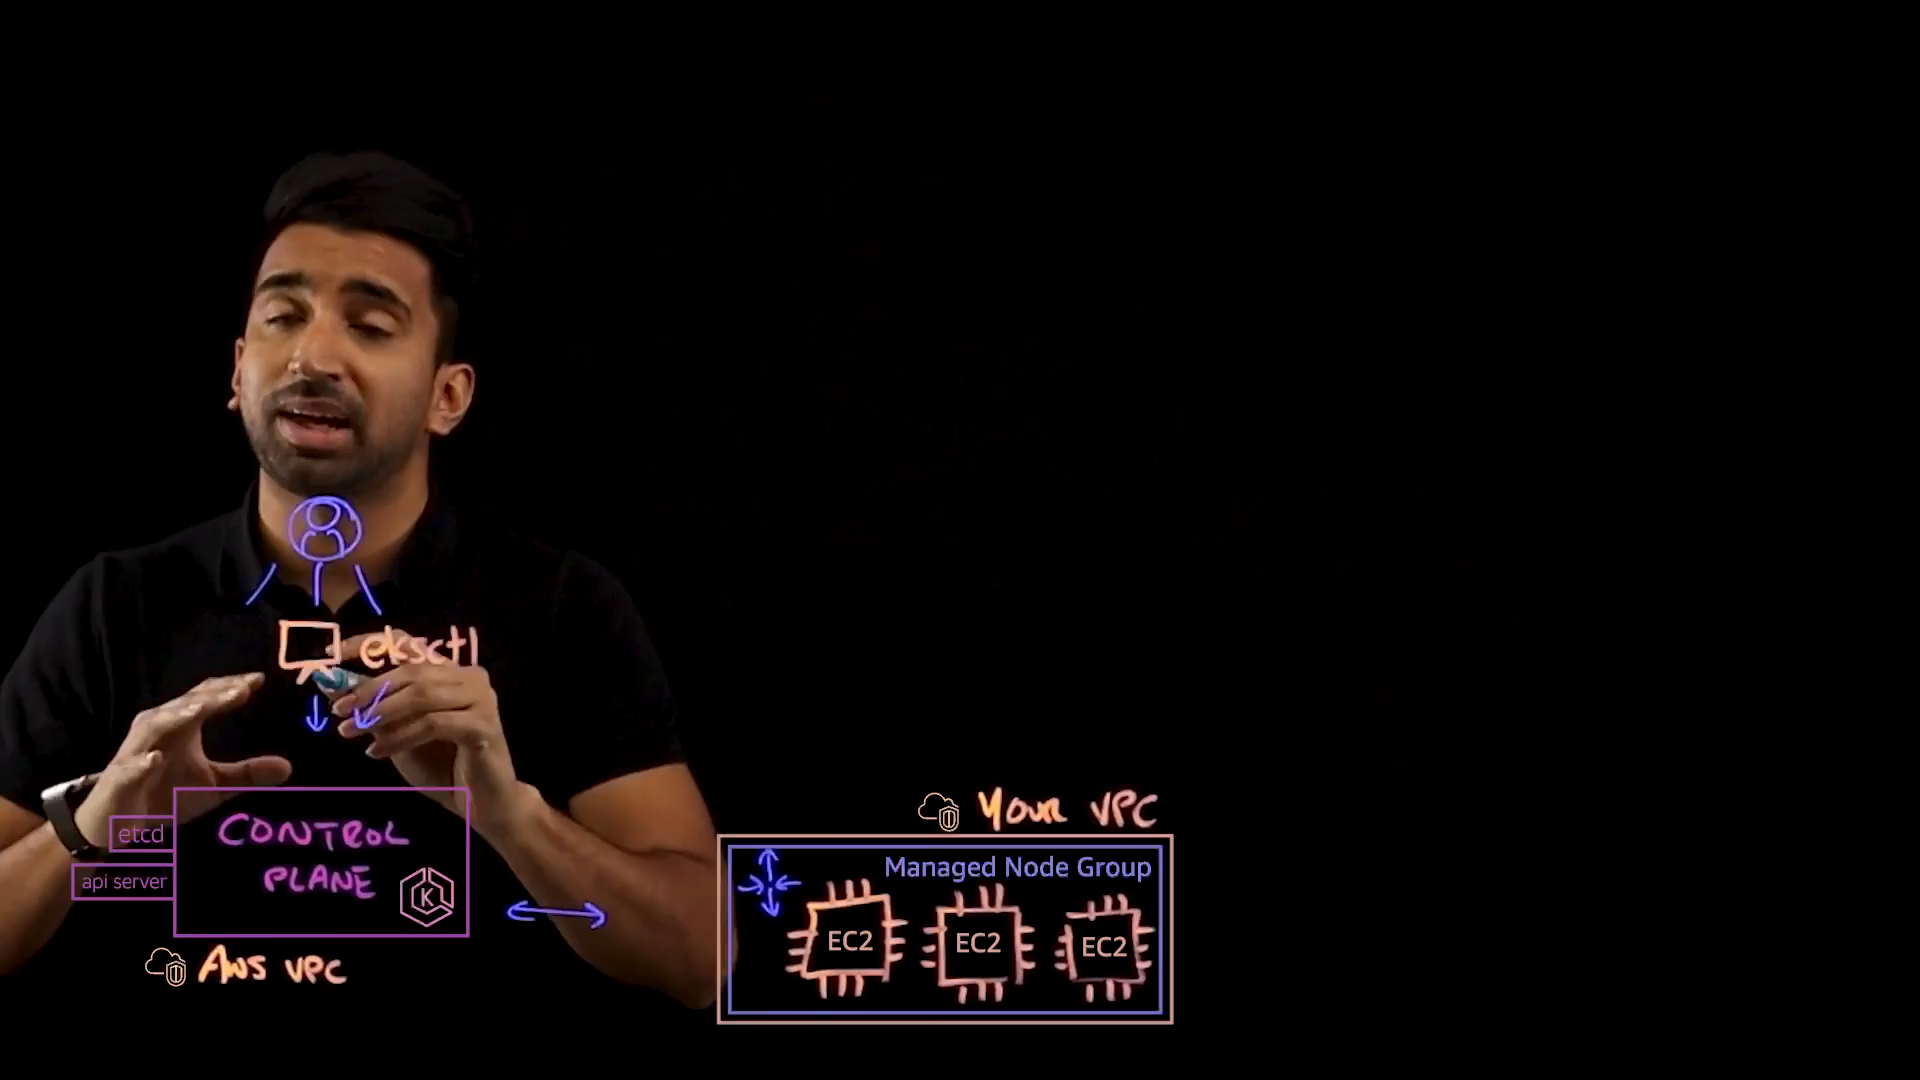 eksctl
etcd
api server
CONTROL
PLANE
K
AWS VPC
Your VPC
Managed Node Group
EC2
EC2
EC2